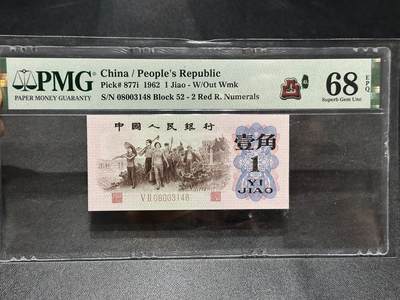 PMG
PAPER MONEY GUARANTY
China / People's Republic
Pick# 877i 1962 1 Jiao - W/Out Wmk
S/N 08003148 Block 52 - 2 Red R. Numerals
68 EPQ
Superb Gem Unc
中國人民銀行
壹角
1
YI
JIAO
V II 08003148